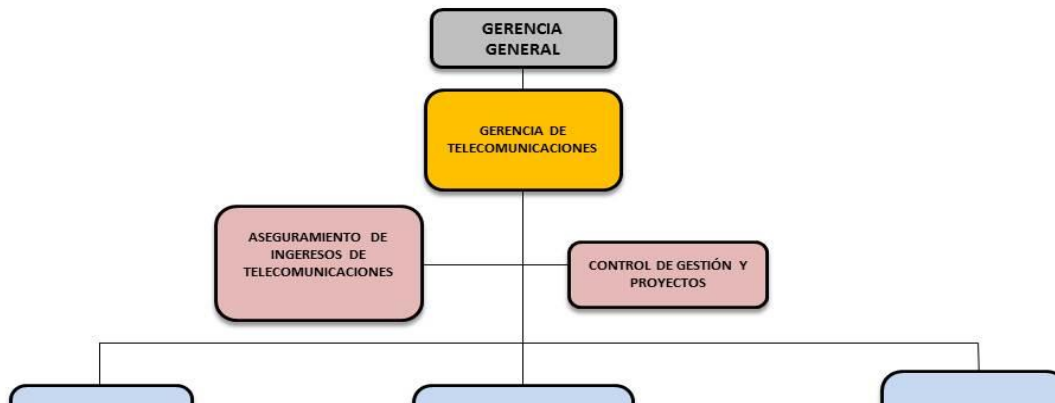 GERENCIA
GENERAL
GERENCIA DE
TELECOMUNICACIONES
ASEGURAMIENTO DE
INGERESOS DE
TELECOMUNICACIONES
CONTROL DE GESTIÓN Y
PROYECTOS